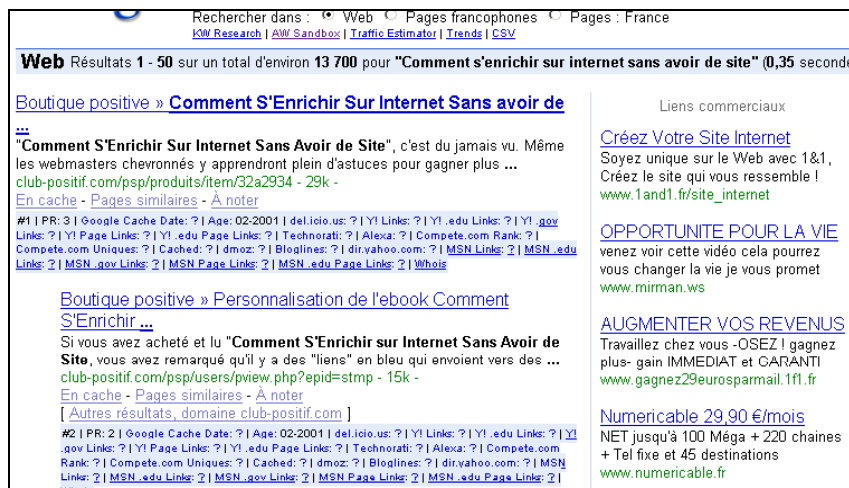 Rechercher dans : Web Pages francophones Pages : France
KW Research | AW Sandbox | Traffic Estimator | Trends | CSV
Web Résultats 1 - 50 sur un total d'environ 13 700 pour "Comment s'enrichir sur internet sans avoir de site" (0,35 seconde
Boutique positive » Comment S'Enrichir Sur Internet Sans avoir de
...
"Comment S'Enrichir Sur Internet Sans Avoir de Site", c'est du jamais vu. Même
les webmasters chevronnés y apprendront plein d'astuces pour gagner plus ...
club-positif.com/psp/produits/item/32a2934 - 29k -
En cache - Pages similaires - À noter
#1 | PR: 3 | Google Cache Date: ? | Age: 02-2001 | del.icio.us: ? | Y! Links: ? | Y! .edu Links: ? | Y! .gov
Links: ? | Y! Page Links: ? | Y! .edu Page Links: ? | Technorati: ? | Alexa: ? | Compete.com Rank: ? |
Compete.com Uniques: ? | Cached: ? | dmoz: ? | Bloglines: ? | dir.yahoo.com: ? | MSN Links: ? | MSN .edu
Links: ? | MSN .gov Links: ? | MSN Page Links: ? | MSN .edu Page Links: ? | Whois
Boutique positive » Personnalisation de l'ebook Comment
S'Enrichir ...
Si vous avez acheté et lu "Comment S'Enrichir sur Internet Sans Avoir de
Site, vous avez remarqué qu'il y a des "liens" en bleu qui envoient vers des ...
club-positif.com/psp/users/pview.php?epid=stmp - 15k -
En cache - Pages similaires - À noter
[ Autres résultats, domaine club-positif.com ]
#2 | PR: 2 | Google Cache Date: ? | Age: 02-2001 | del.icio.us: ? | Y! Links: ? | Y! .edu Links: ? | Y!
.gov Links: ? | Y! Page Links: ? | Y! .edu Page Links: ? | Technorati: ? | Alexa: ? | Compete.com
Rank: ? | Compete.com Uniques: ? | Cached: ? | dmoz: ? | Bloglines: ? | dir.yahoo.com: ? | MSN
Links: ? | MSN .edu Links: ? | MSN .gov Links: ? | MSN Page Links: ? | MSN .edu Page Links: ? |
Liens commerciaux
Créez Votre Site Internet
Soyez unique sur le Web avec 1&1,
Créez le site qui vous ressemble !
www.1and1.fr/site_internet
OPPORTUNITE POUR LA VIE
venez voir cette vidéo cela pourrez
vous changer la vie je vous promet
www.mirman.ws
AUGMENTER VOS REVENUS
Travaillez chez vous -OSEZ ! gagnez
plus- gain IMMEDIAT et GARANTI
www.gagnez29eurosparmail.1f1.fr
Numericable 29,90 €/mois
NET jusqu'à 100 Méga + 220 chaines
+ Tel fixe et 45 destinations
www.numericable.fr